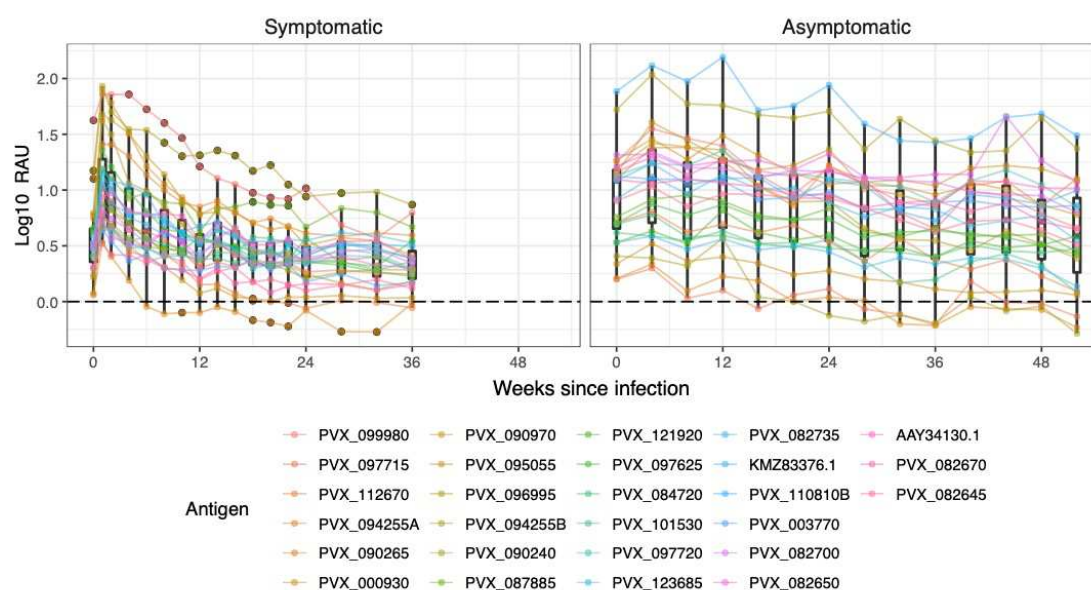 Symptomatic Asymptomatic
2.0
1.5
1.0
0.5
0.0
Log10 RAU
0 12 24 36 48 0 12 24 36 48
Weeks since infection
PVX_099980 PVX_090970 PVX_121920 PVX_082735 AAY34130.1
PVX_097715 PVX_095055 PVX_097625 KMZ83376.1 PVX_082670
PVX_112670 PVX_096995 PVX_084720 PVX_110810B PVX_082645
Antigen
PVX_094255A PVX_094255B PVX_101530 PVX_003770
PVX_090265 PVX_090240 PVX_097720 PVX_082700
PVX_000930 PVX_087885 PVX_123685 PVX_082650